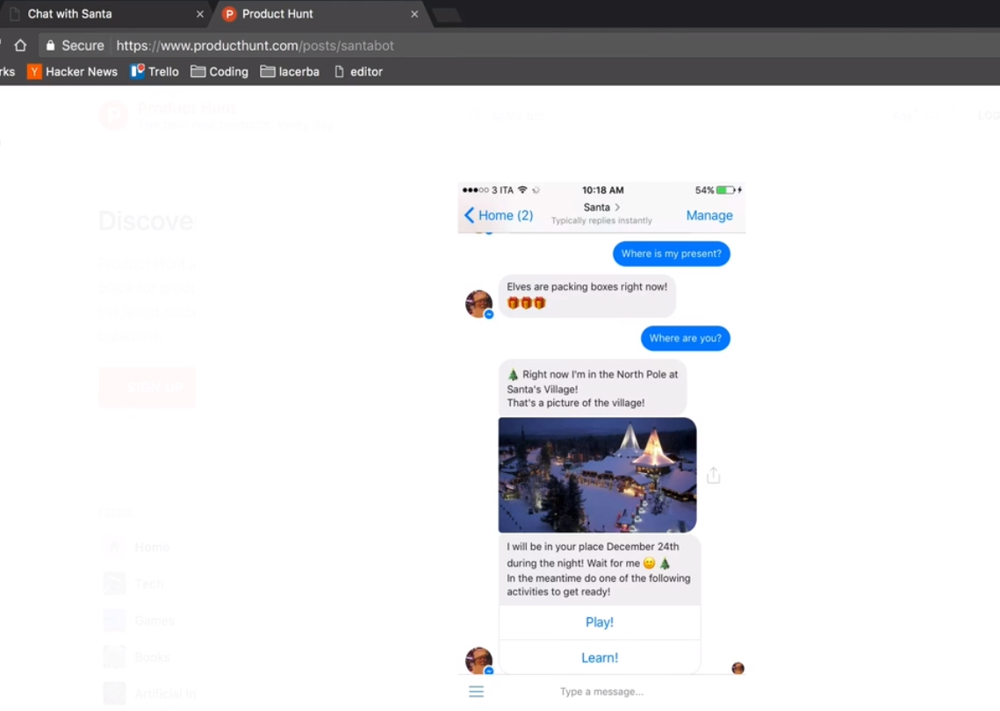 Chat with Santa
Product Hunt
Secure
https://www.producthunt.com/posts/santabot
rks
Hacker News
Trello
Coding
lacerba
editor
Product Hunt
LOG
Discover
SIGN UP
Home
Tech
Games
Books
Artificial In
3 ITA
10:18 AM
54%
Home (2)
Santa
Typically replies instantly
Manage
Where is my present?
Elves are packing boxes right now!
🎁🎁🎁
Where are you?
🎄 Right now I'm in the North Pole at
Santa's Village!
That's a picture of the village!
I will be in your place December 24th
during the night! Wait for me 😊 🎄
In the meantime do one of the following
activities to get ready!
Play!
Learn!
Type a message...